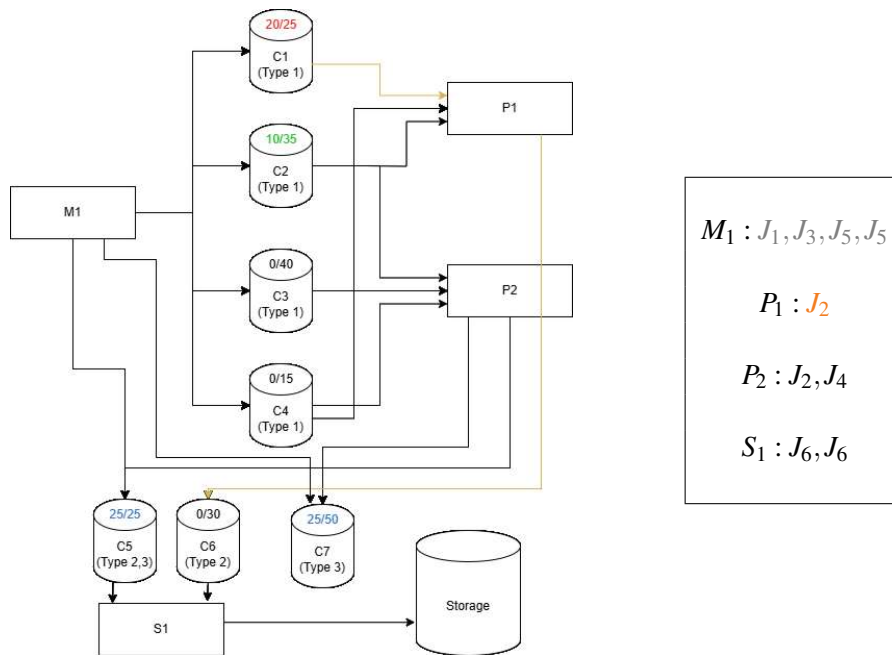 20/25
C1
(Type 1)
P1
10/35
C2
(Type 1)
M1
0/40
C3
(Type 1)
P2
0/15
C4
(Type 1)
25/25
C5
(Type 2,3)
0/30
C6
(Type 2)
25/50
C7
(Type 3)
Storage
S1
M₁ : J₁, J₃, J₅, J₅
P₁ : J₂
P₂ : J₂, J₄
S₁ : J₆, J₆